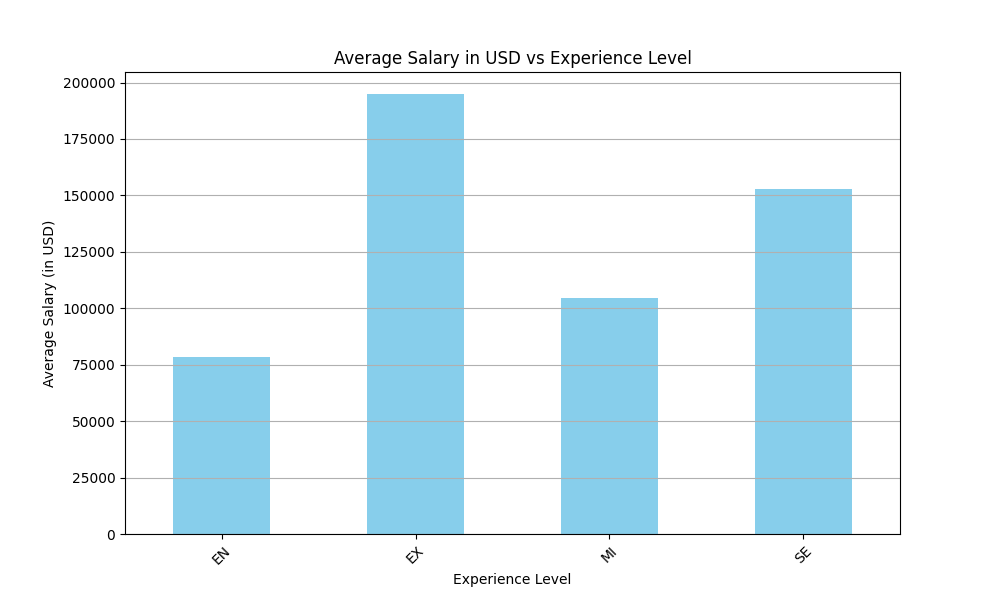 Average Salary in USD vs Experience Level
Average Salary (in USD)
200000
175000
150000
125000
100000
75000
50000
25000
0
EN
EX
MI
SE
Experience Level